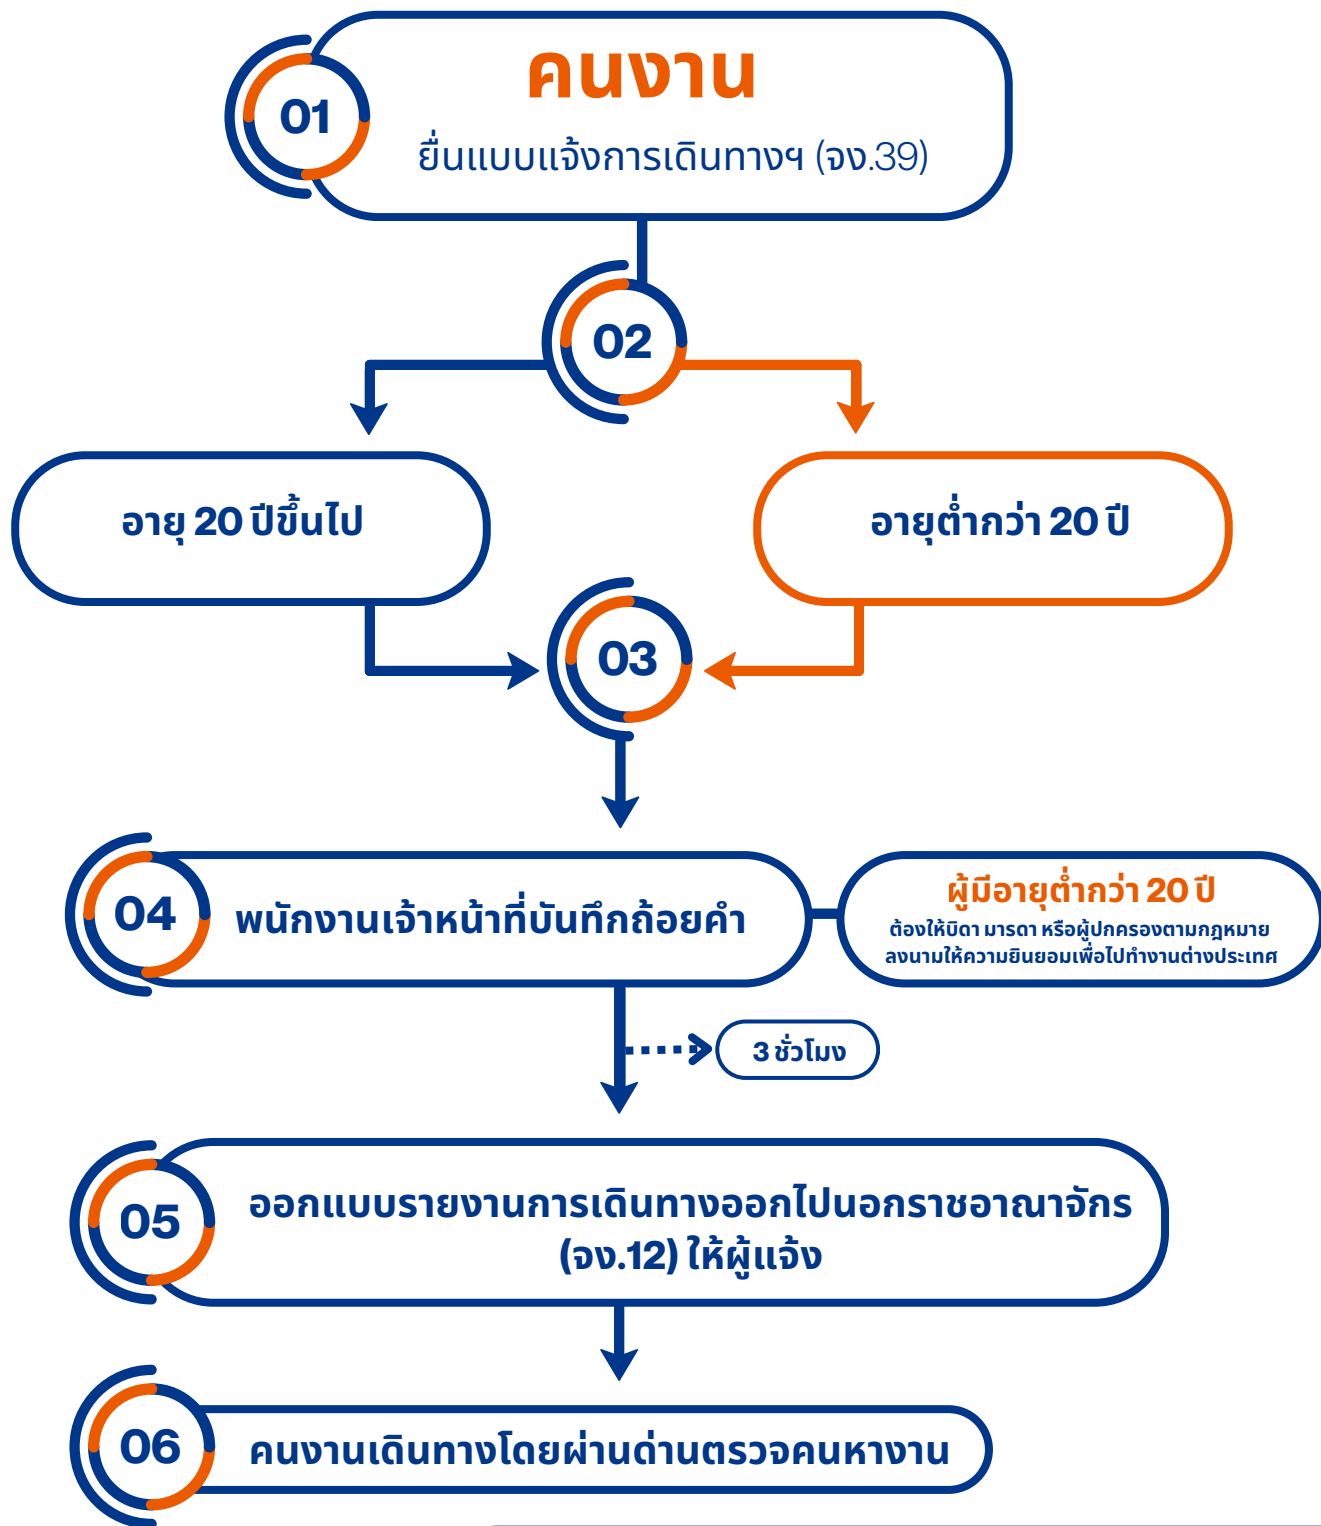 01
คนงาน
ยื่นแบบแจ้งการเดินทางฯ (จง.39)
02
อายุ 20 ปีขึ้นไป
อายุต่ำกว่า 20 ปี
03
04
พนักงานเจ้าหน้าที่บันทึกถ้อยคำ
ผู้มีอายุต่ำกว่า 20 ปี
ต้องให้บิดา มารดา หรือผู้ปกครองตามกฎหมาย
ลงนามให้ความยินยอมเพื่อไปทำงานต่างประเทศ
3 ชั่วโมง
05
ออกแบบรายงานการเดินทางออกไปนอกราชอาณาจักร
(จง.12) ให้ผู้แจ้ง
06
คนงานเดินทางโดยผ่านด่านตรวจคนหางาน